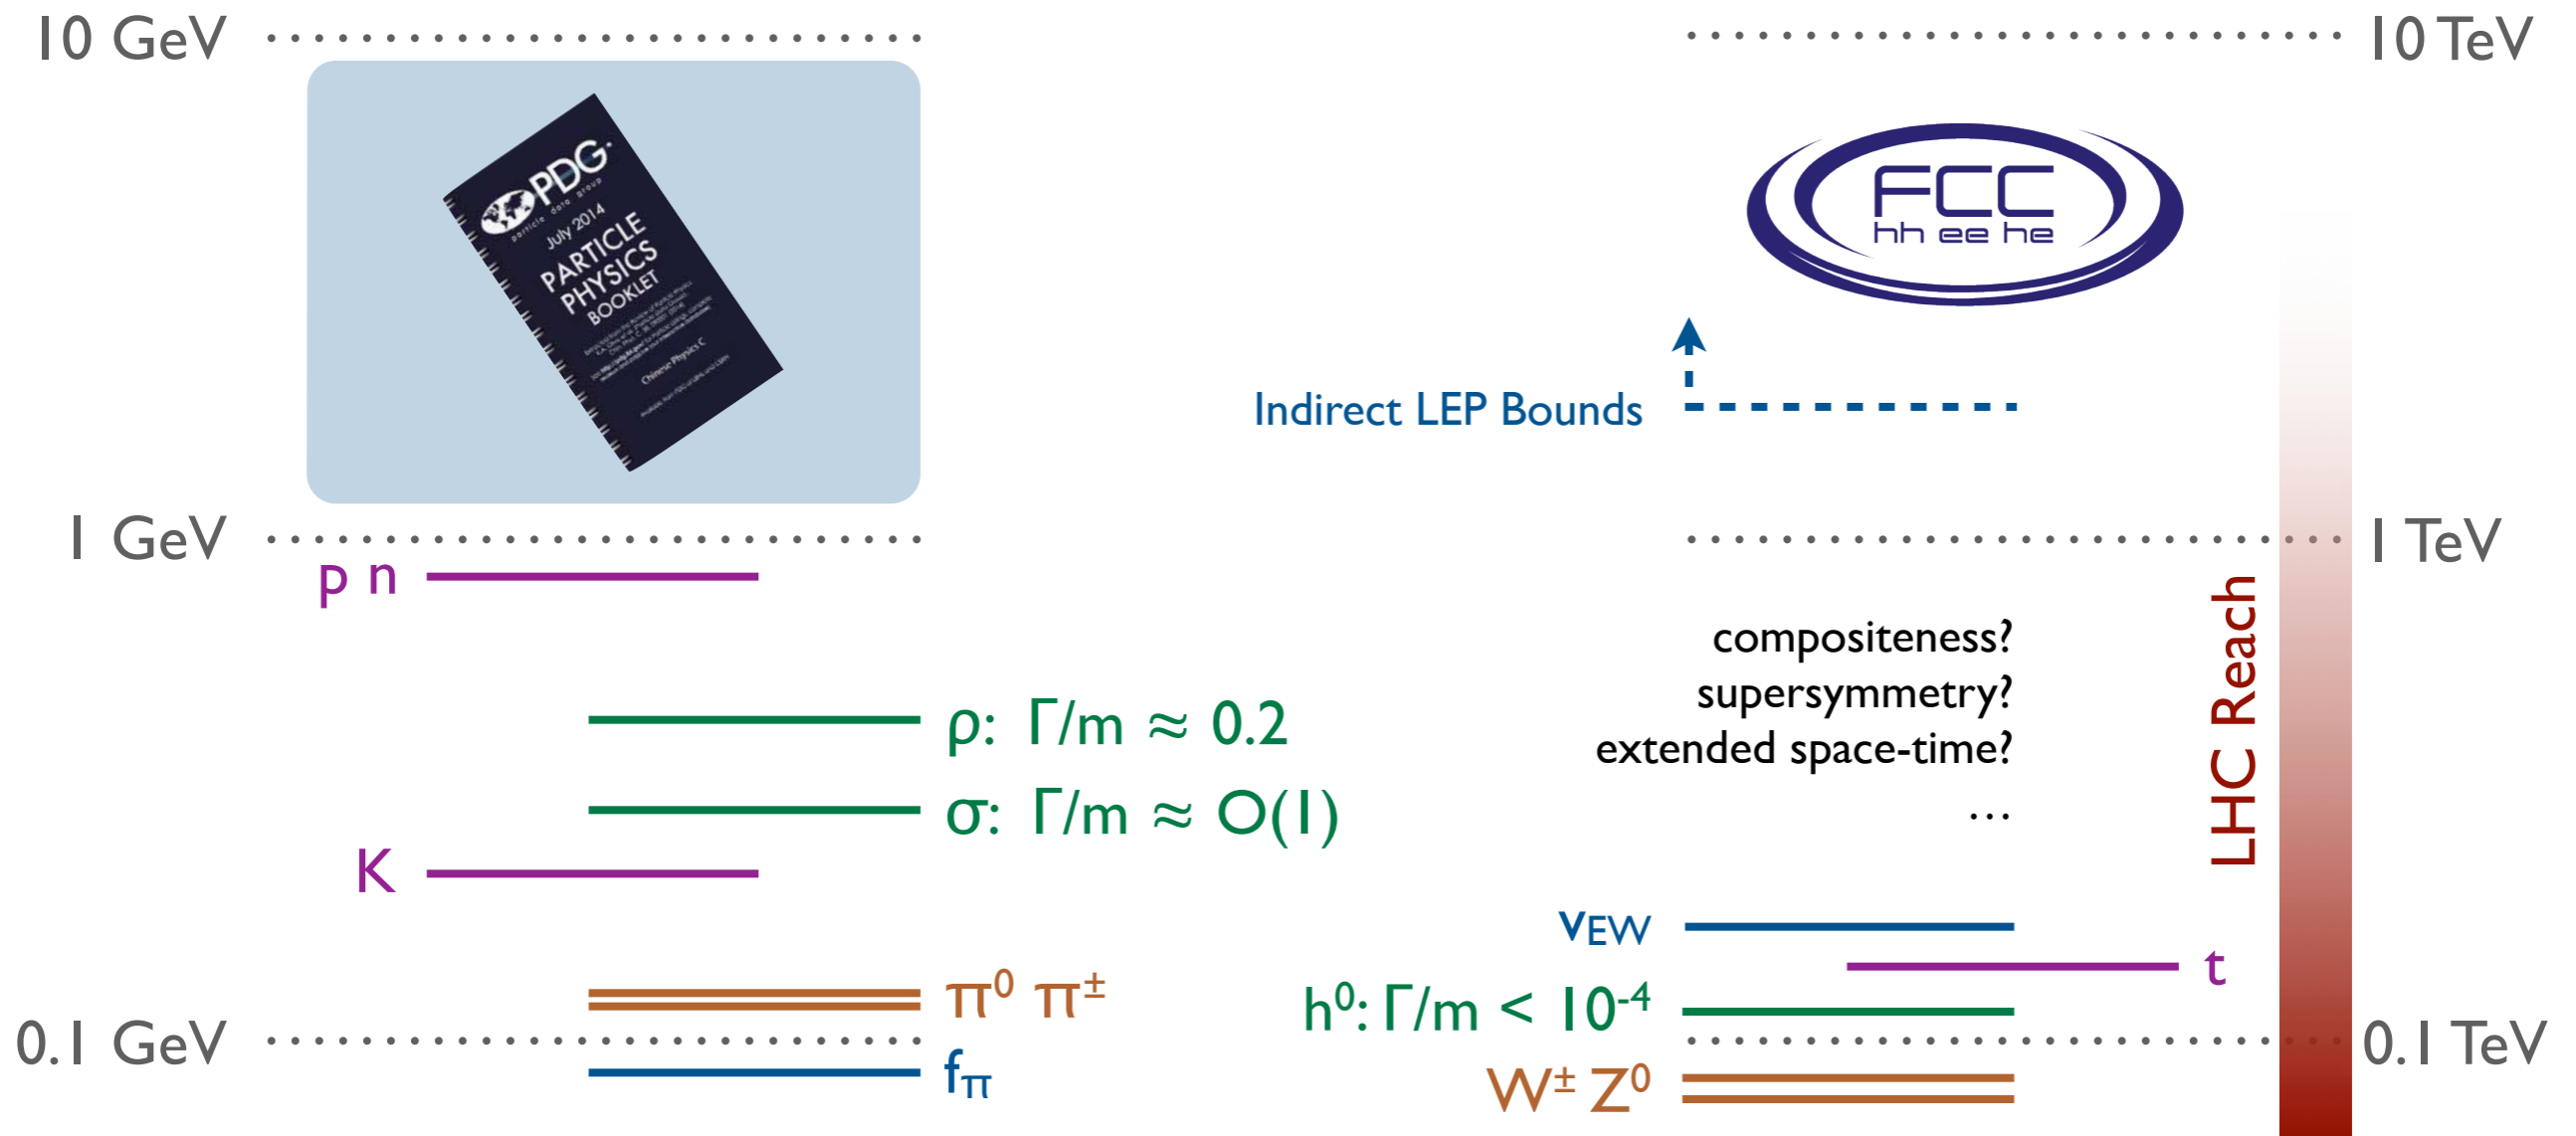 10 GeV
10 TeV
PDG
particle data group
July 2014
PARTICLE
PHYSICS
BOOKLET
Chinese Physics C
FCC
hh ee he
Indirect LEP Bounds
1 GeV
1 TeV
p n
compositeness?
supersymmetry?
extended space-time?
…
LHC Reach
ρ: Γ/m ≈ 0.2
σ: Γ/m ≈ O(1)
K
vEW
t
π⁰ π±
h⁰: Γ/m < 10⁻⁴
0.1 GeV
0.1 TeV
fπ
W± Z⁰